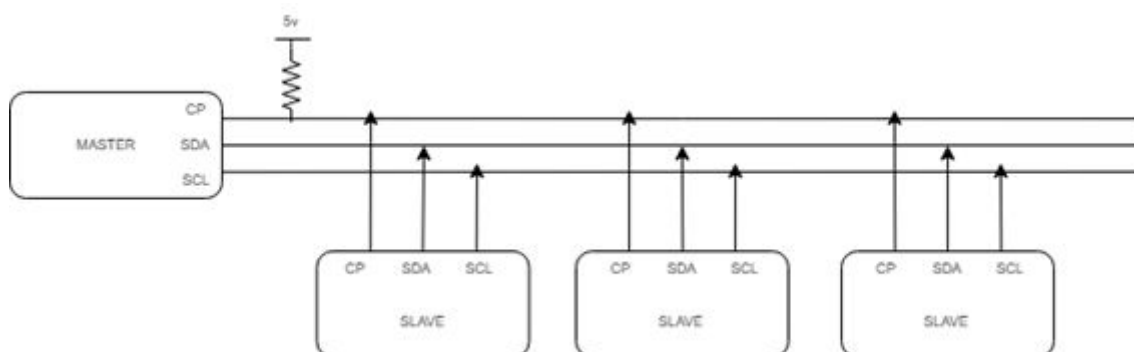 5v
CP
MASTER SDA
SCL
CP SDA SCL CP SDA SCL CP SDA SCL
SLAVE SLAVE SLAVE